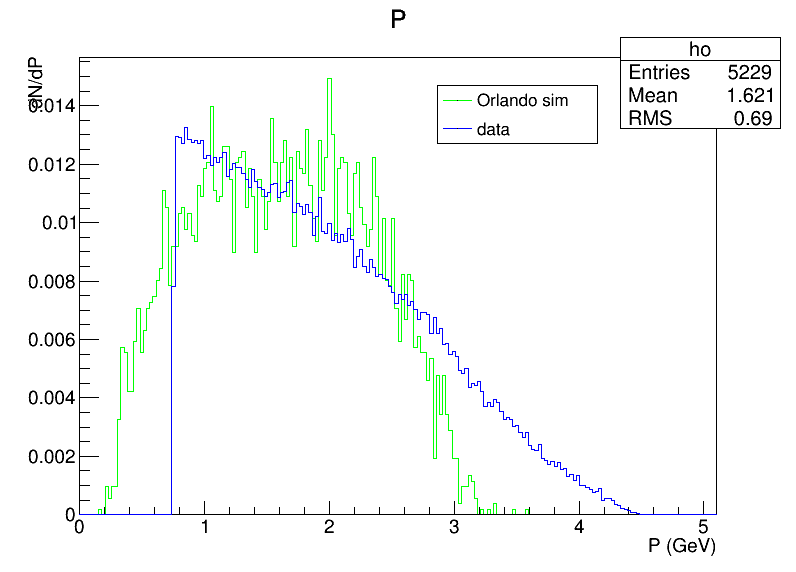 P
ho
Entries 5229
Mean 1.621
RMS 0.69
dN/dP
Orlando sim
data
0.014
0.012
0.01
0.008
0.006
0.004
0.002
0
0 1 2 3 4 5
P (GeV)